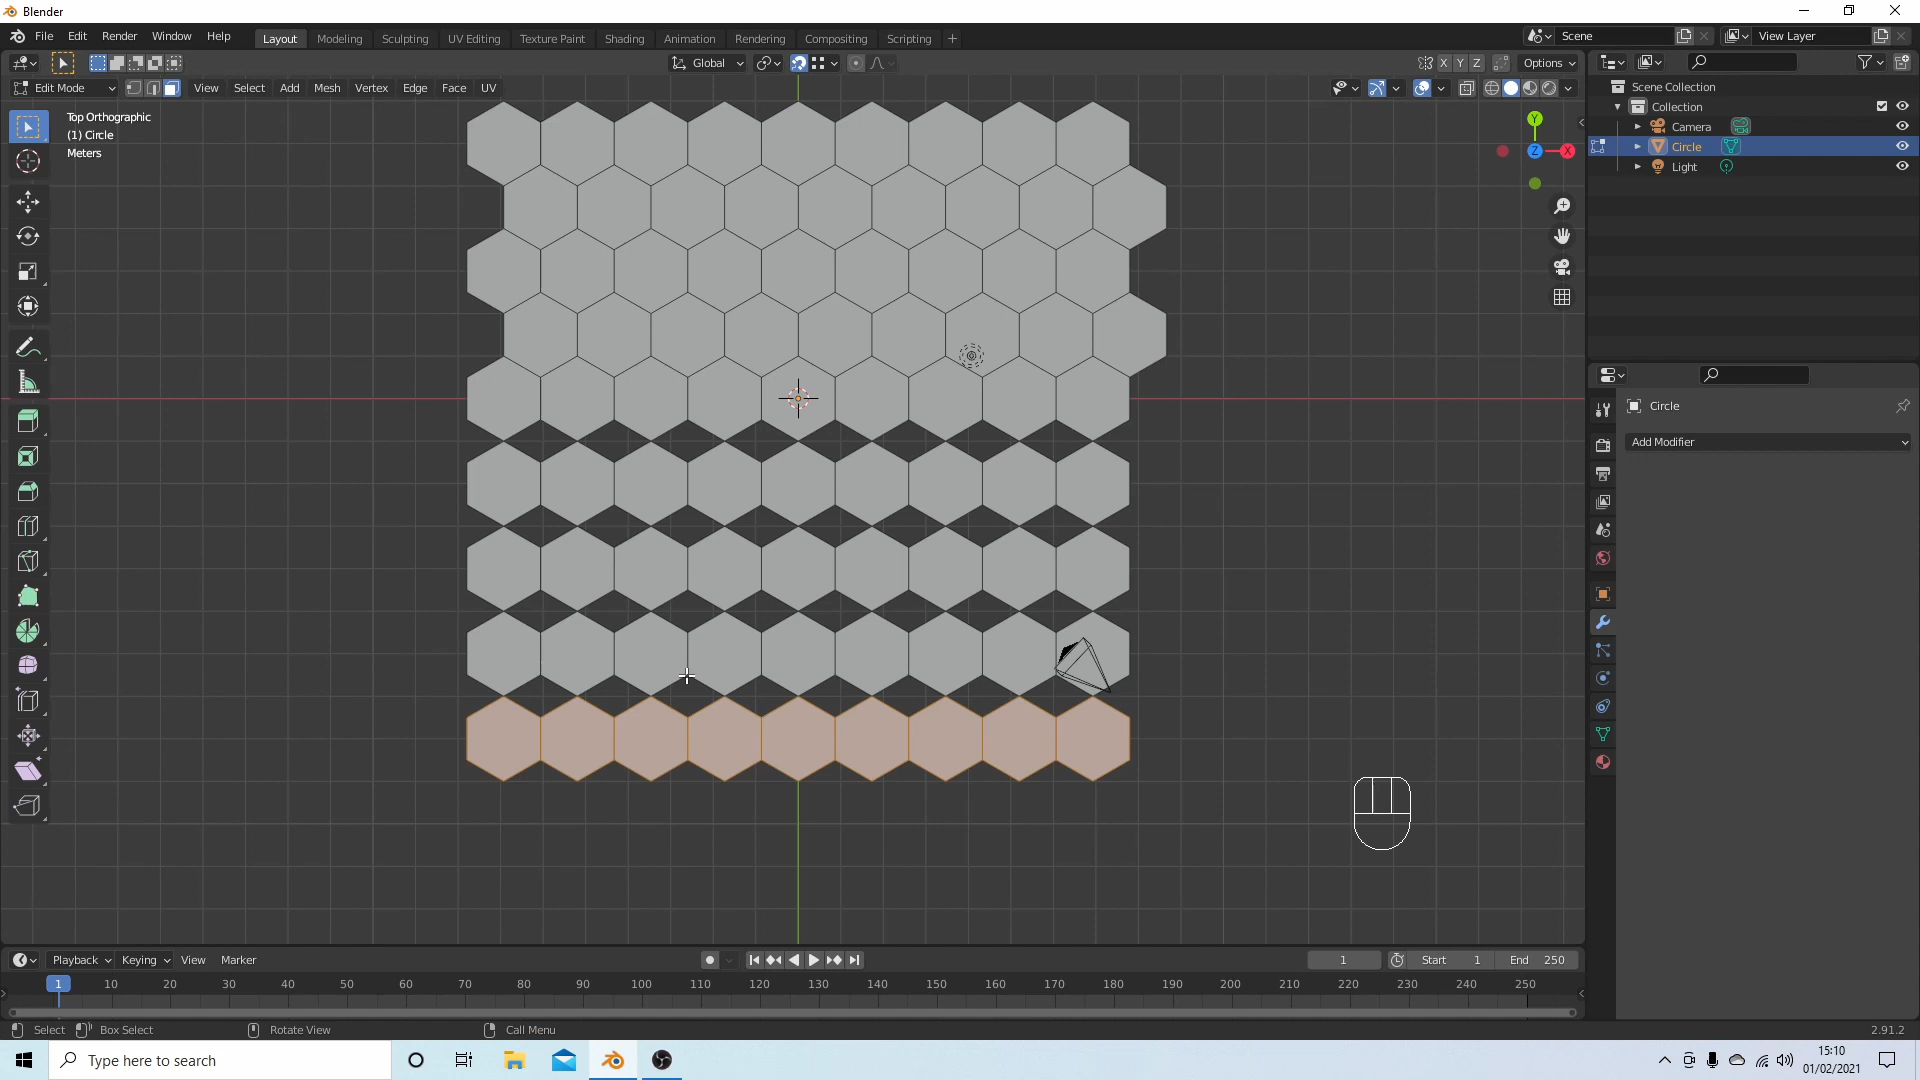 Blender
File Edit Render Window Help Layout Modeling Sculpting UV Editing Texture Paint Shading Animation Rendering Compositing Scripting + Scene View Layer
Global X Y Z Options
Edit Mode View Select Add Mesh Vertex Edge Face UV
Top Orthographic
(1) Circle
Meters
Y
Z
X
Scene Collection
Collection
Camera
Circle
Light
Circle
Add Modifier
Playback Keying View Marker 1 Start 1 End 250
1 10 20 30 40 50 60 70 80 90 100 110 120 130 140 150 160 170 180 190 200 210 220 230 240 250
Select Box Select Rotate View Call Menu 2.91.2
Type here to search
15:10
01/02/2021